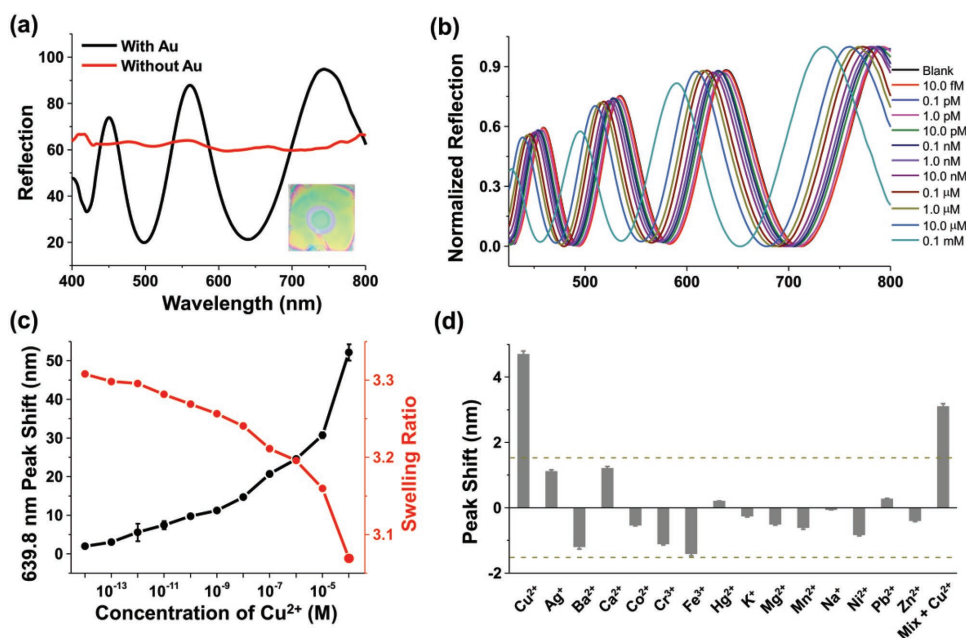 (a)
With Au
Without Au
100
80
60
40
20
Reflection
400 500 600 700 800
Wavelength (nm)
(b)
0.9
0.6
0.3
0.0
Normalized Reflection
500 600 700 800
Blank
10.0 fM
0.1 pM
1.0 pM
10.0 pM
0.1 nM
1.0 nM
10.0 nM
0.1 μM
1.0 μM
10.0 μM
0.1 mM
(c)
50
40
30
20
10
0
639.8 nm Peak Shift (nm)
3.3
3.2
3.1
Swelling Ratio
10⁻¹³ 10⁻¹¹ 10⁻⁹ 10⁻⁷ 10⁻⁵
Concentration of Cu²⁺ (M)
(d)
4
2
0
-2
Peak Shift (nm)
Cu²⁺
Ag⁺
Ba²⁺
Ca²⁺
Co²⁺
Cr³⁺
Fe³⁺
Hg²⁺
K⁺
Mg²⁺
Mn²⁺
Na⁺
Ni²⁺
Pb²⁺
Zn²⁺
Mix + Cu²⁺